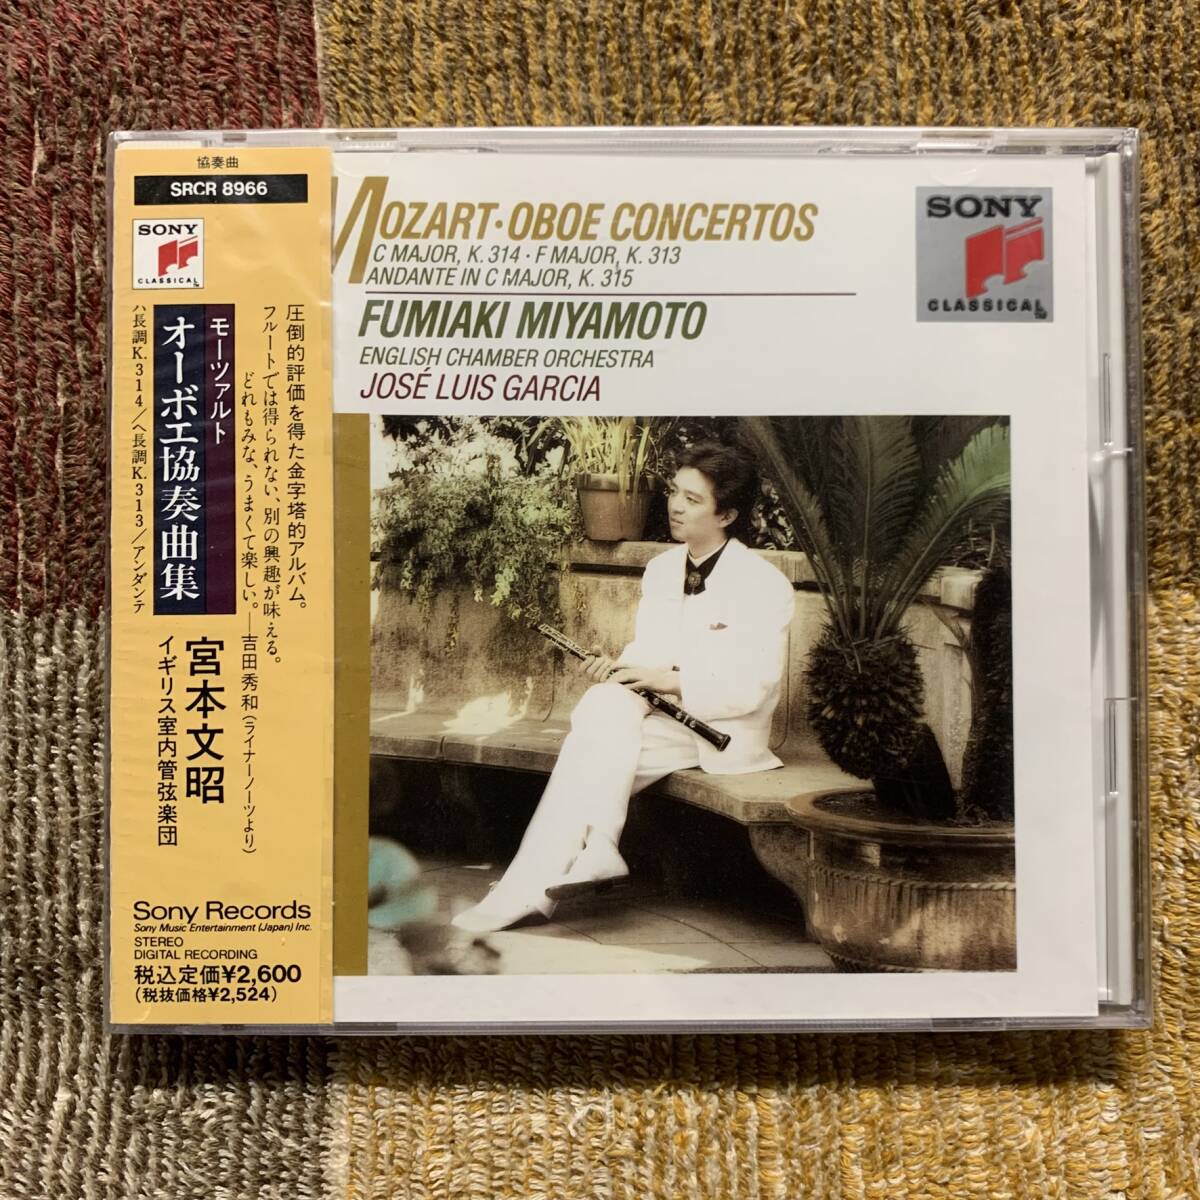 協奏曲
SRCR 8966
SONY
CLASSICAL
圧倒的評価を得た金字塔的アルバム。
フルートでは得られない、別の興趣が味える。
どれもみな、うまくて楽しい。—吉田秀和(ライナーノーツより)
モーツァルト
オーボエ協奏曲集
ハ長調K.314/ヘ長調K.313/アンダンテ
宮本文昭
イギリス室内管弦楽団
Sony Records
Sony Music Entertainment (Japan) Inc.
STEREO
DIGITAL RECORDING
税込定価¥2,600
(税抜価格¥2,524)
MOZART·OBOE CONCERTOS
C MAJOR, K. 314 · F MAJOR, K. 313
ANDANTE IN C MAJOR, K. 315
FUMIAKI MIYAMOTO
ENGLISH CHAMBER ORCHESTRA
JOSÉ LUIS GARCIA
SONY
CLASSICAL